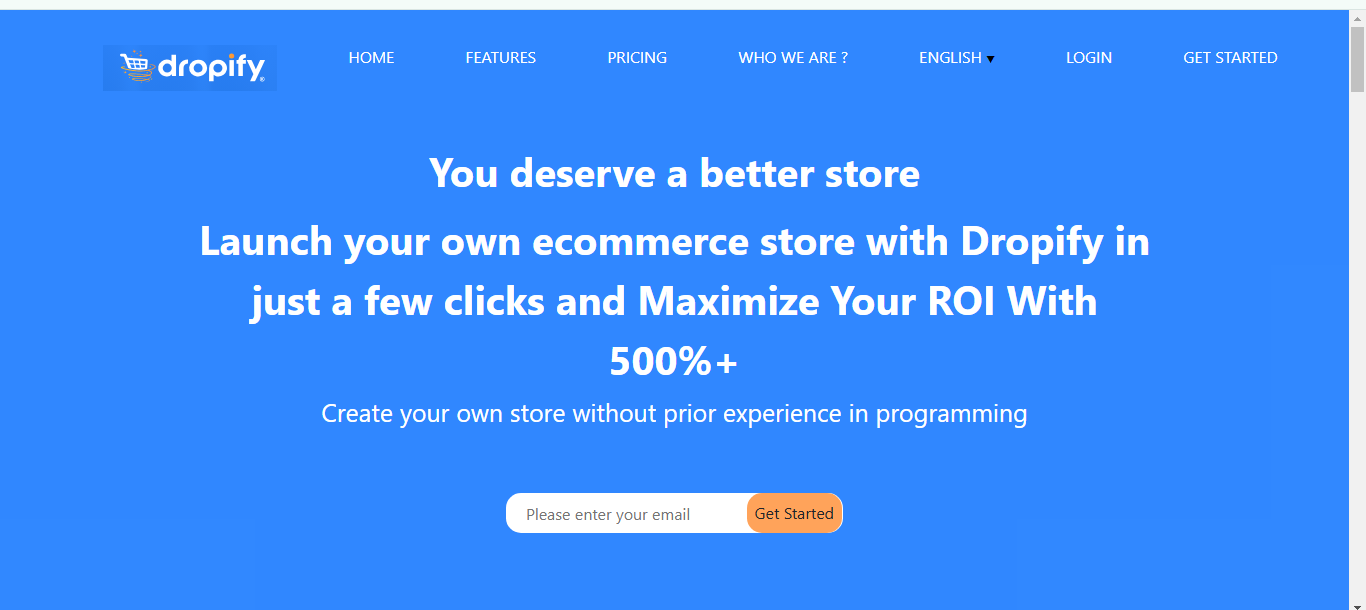 dropify®
HOME
FEATURES
PRICING
WHO WE ARE ?
ENGLISH ▾
LOGIN
GET STARTED
You deserve a better store
Launch your own ecommerce store with Dropify in
just a few clicks and Maximize Your ROI With
500%+
Create your own store without prior experience in programming
Please enter your email
Get Started